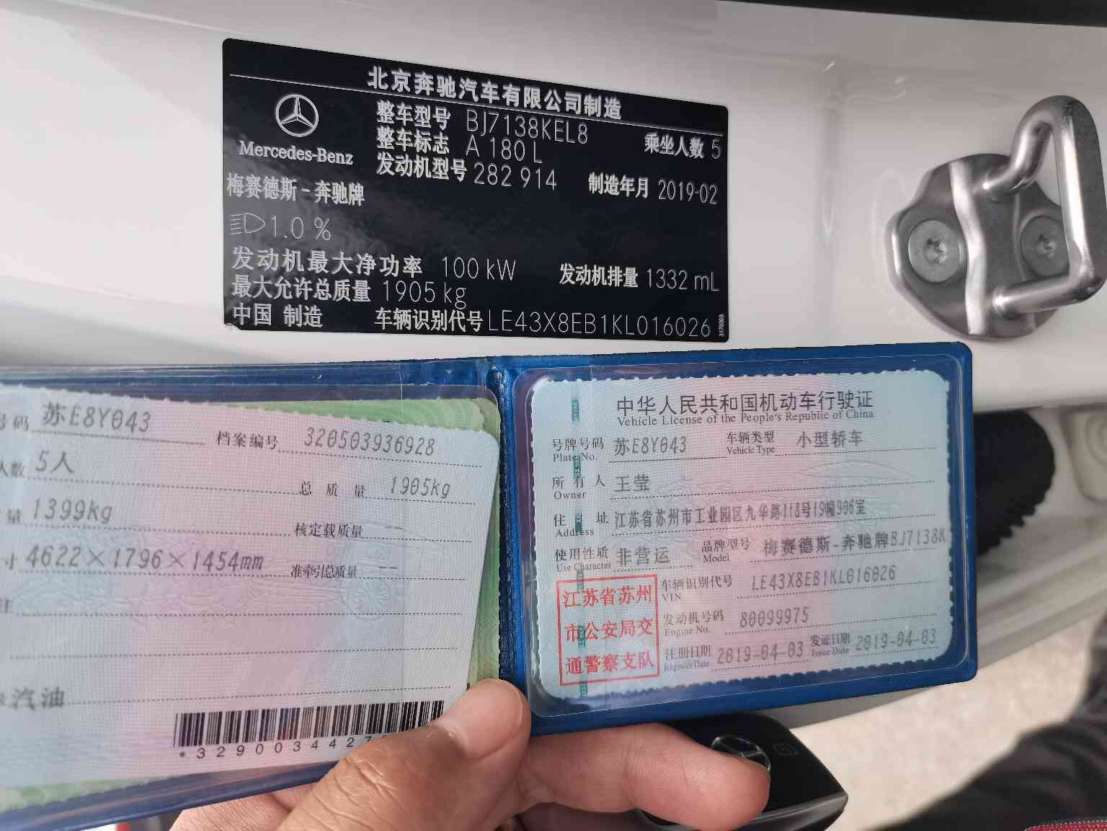 北京奔驰汽车有限公司制造
Mercedes-Benz
整车型号 BJ7138KEL8
整车标志 A 180 L
乘坐人数 5
发动机型号 282 914
制造年月 2019-02
梅赛德斯-奔驰牌
1.0 %
发动机最大净功率 100 kW
发动机排量 1332 mL
最大允许总质量 1905 kg
中国 制造
车辆识别代号 LE43X8EB1KL016026
号码 苏E8Y043
档案编号 320503936928
人数 5人
总质量 1905kg
量 1399kg
核定载质量 --
寸 4622×1796×1454mm
准牵引总质量 --
注
汽油
*3290034427
中华人民共和国机动车行驶证
Vehicle License of the People's Republic of China
号牌号码 苏E8Y043
Plate No.
车辆类型 小型轿车
Vehicle Type
所有人 王莹
Owner
住址 江苏省苏州市工业园区九华路118号19幢906室
Address
使用性质 非营运
Use Character
品牌型号 梅赛德斯-奔驰牌BJ7138K
Model
江苏省苏州
市公安局交
通警察支队
车辆识别代号 LE43X8EB1KL016026
VIN
发动机号码 80099975
Engine No.
注册日期 2019-04-03
Register Date
发证日期 2019-04-03
Issue Date